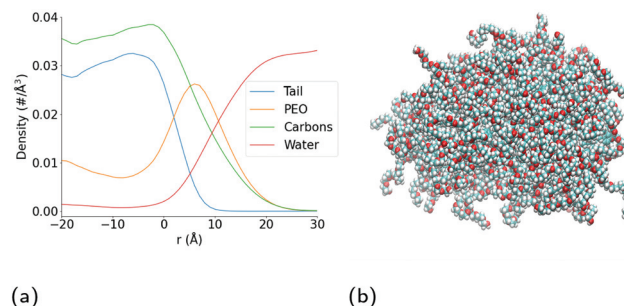 0.04
0.03
0.02
0.01
0.00
Density (#/Å³)
Tail
PEO
Carbons
Water
−20 −10 0 10 20 30
r (Å)
(a) (b)